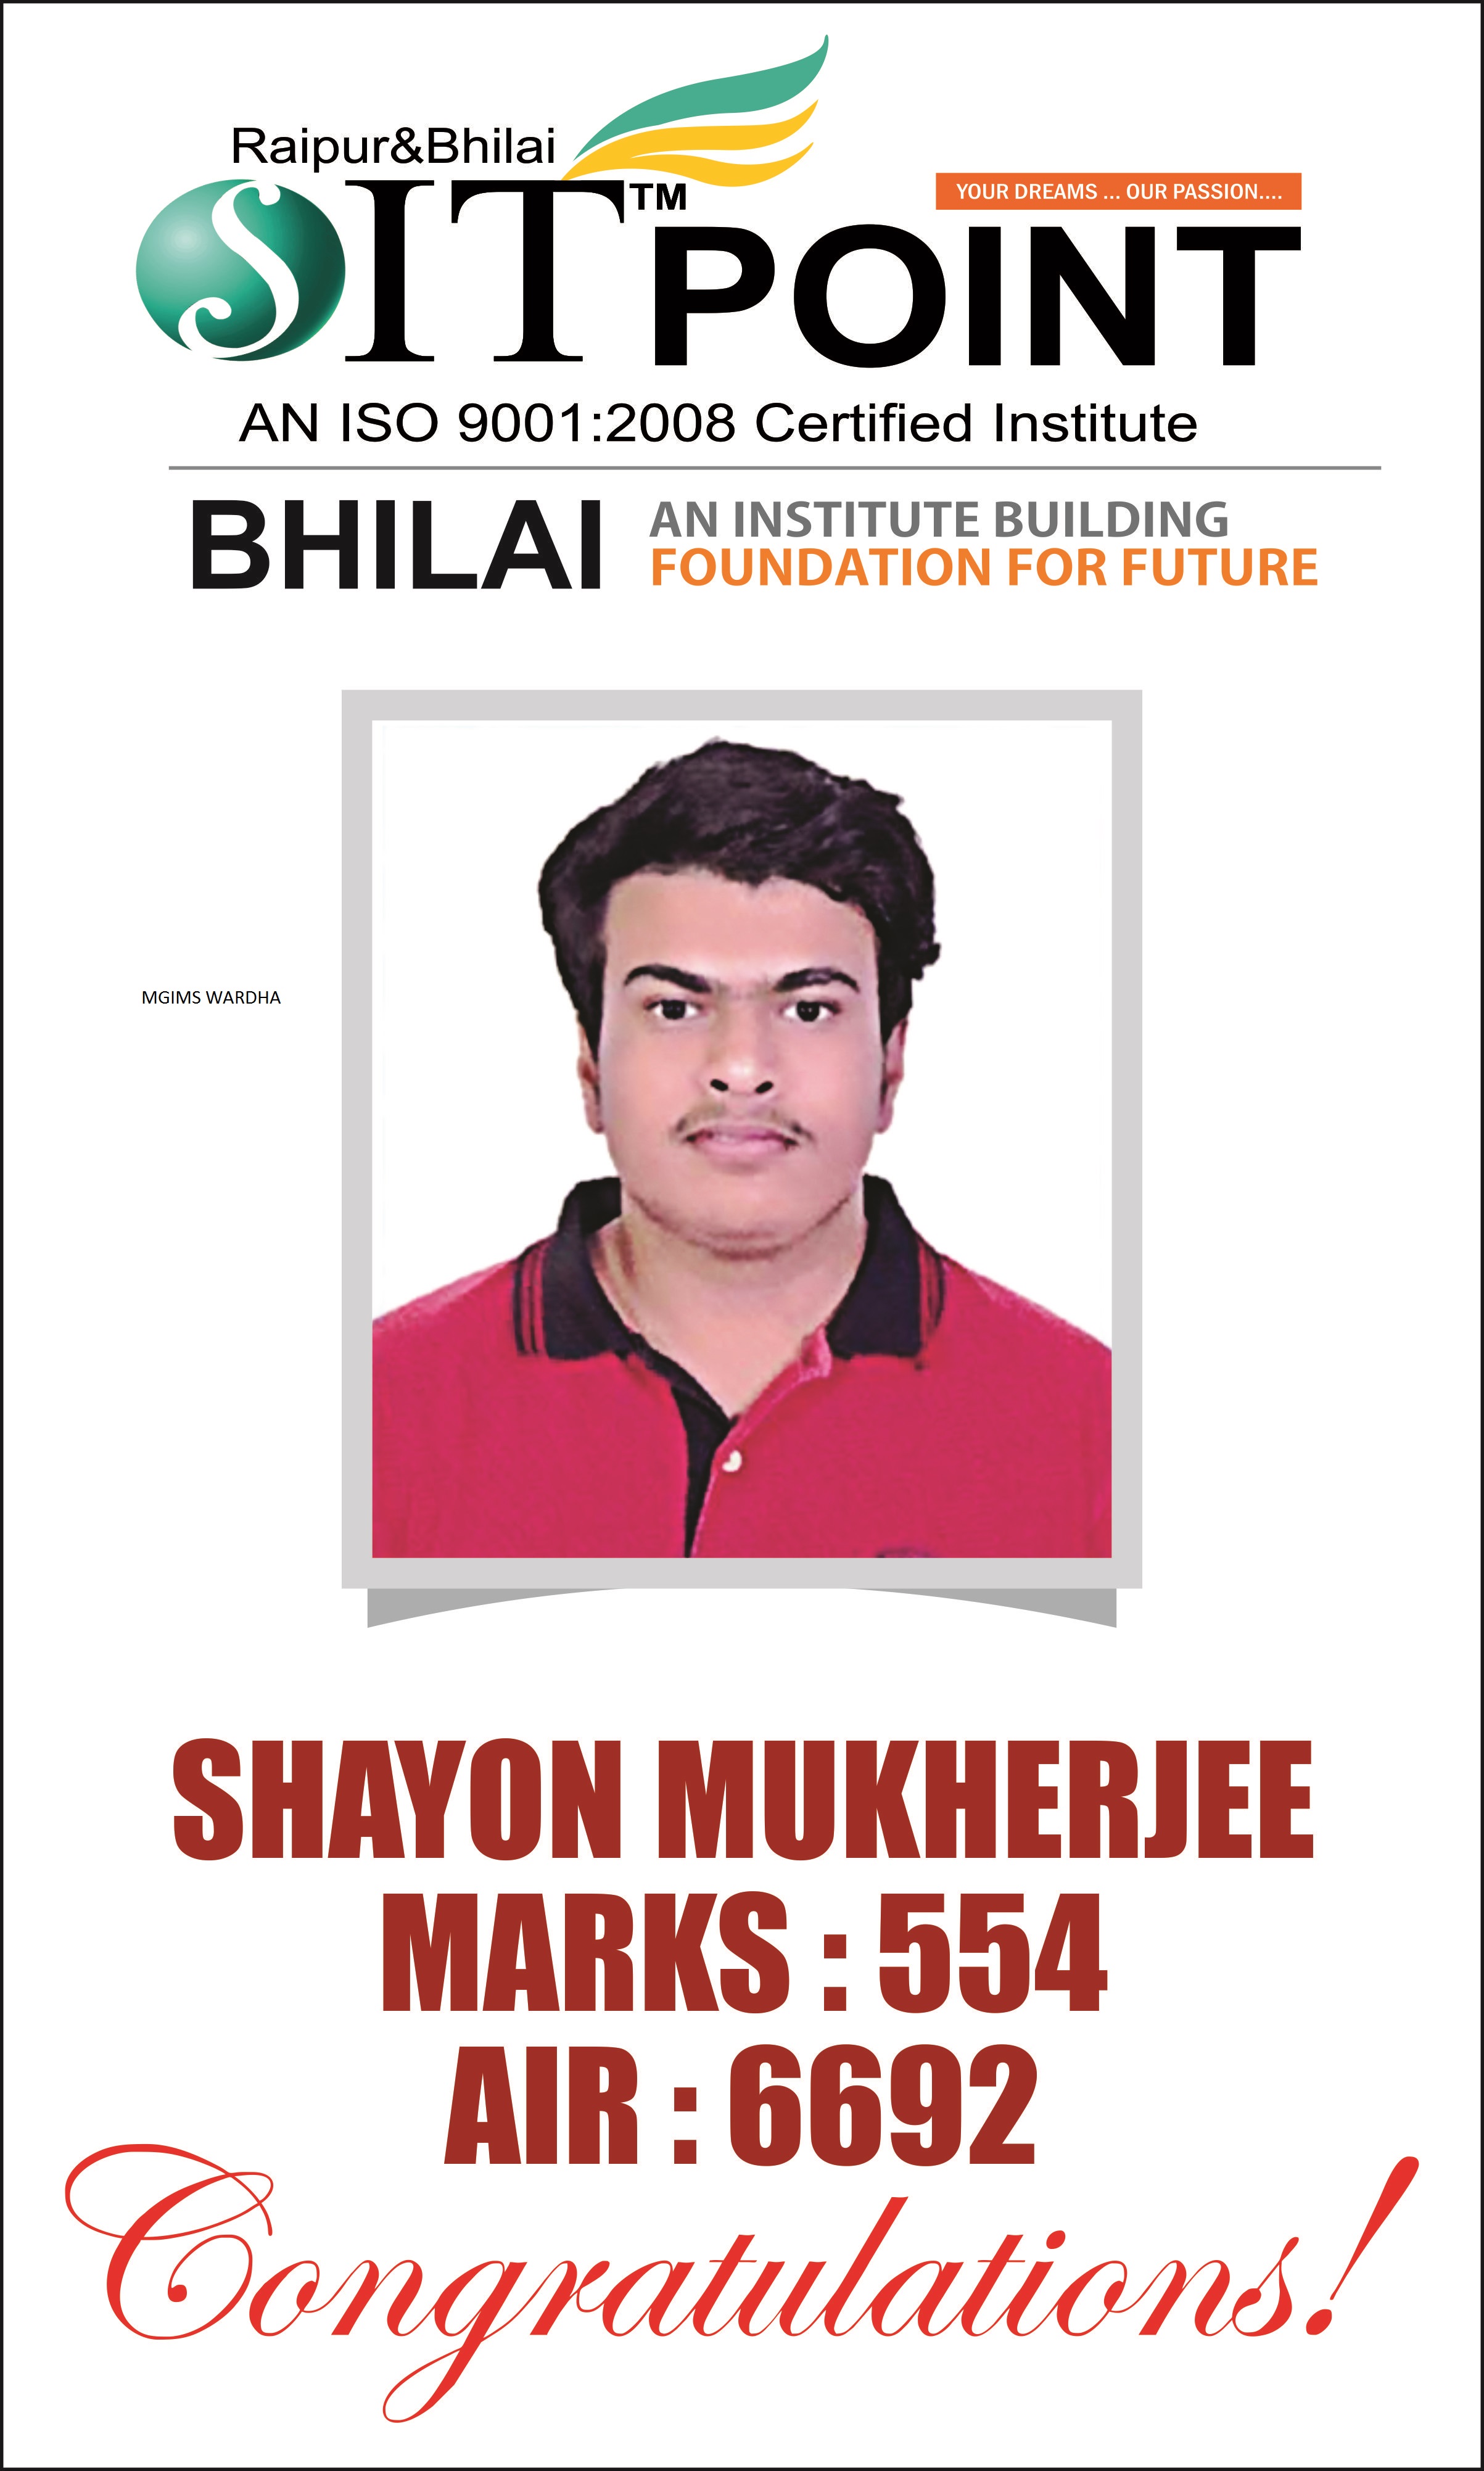 Raipur&Bhilai
SIT™ POINT
YOUR DREAMS ... OUR PASSION....
AN ISO 9001:2008 Certified Institute
BHILAI
AN INSTITUTE BUILDING
FOUNDATION FOR FUTURE
MGIMS WARDHA
SHAYON MUKHERJEE
MARKS : 554
AIR : 6692
Congratulations!